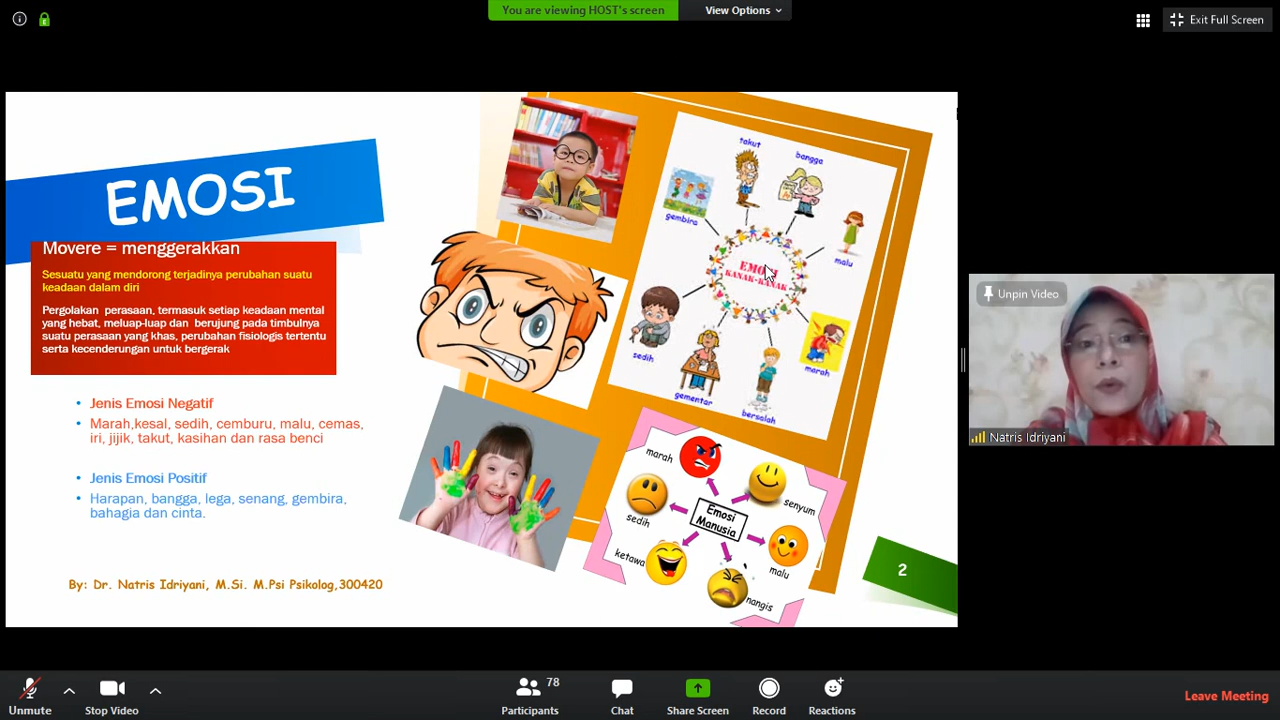 You are viewing HOST's screen
View Options
Exit Full Screen
EMOSI
Movere = menggerakkan
Sesuatu yang mendorong terjadinya perubahan suatu
keadaan dalam diri
Pergolakan perasaan, termasuk setiap keadaan mental
yang hebat, meluap-luap dan berujung pada timbulnya
suatu perasaan yang khas, perubahan fisiologis tertentu
serta kecenderungan untuk bergerak
• Jenis Emosi Negatif
• Marah,kesal, sedih, cemburu, malu, cemas,
iri, jijik, takut, kasihan dan rasa benci
• Jenis Emosi Positif
• Harapan, bangga, lega, senang, gembira,
bahagia dan cinta.
By: Dr. Natris Idriyani, M.Si. M.Psi Psikolog,300420
takut
bangga
gembira
malu
EMOSI
KANAK-KANAK
sedih
marah
gementar
bersalah
marah
senyum
sedih
Emosi
Manusia
malu
ketawa
nangis
2
Unpin Video
Natris Idriyani
Unmute
Stop Video
78
Participants
Chat
Share Screen
Record
Reactions
Leave Meeting